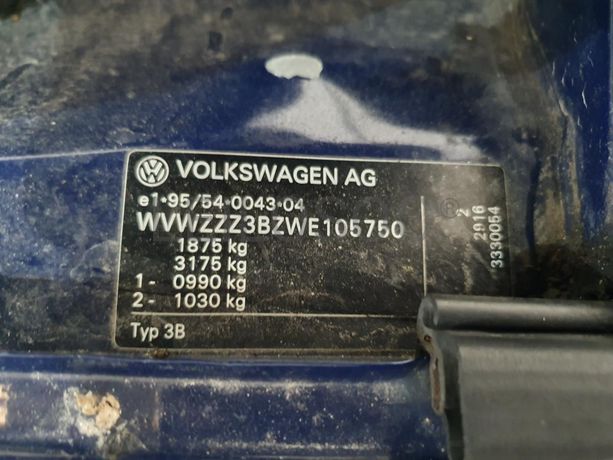 VOLKSWAGEN AG
e1*95/54*0043*04
WVWZZZ3BZWE105750
1875 kg
3175 kg
1 - 0990 kg
2 - 1030 kg
Typ 3B
2
2916
3330054